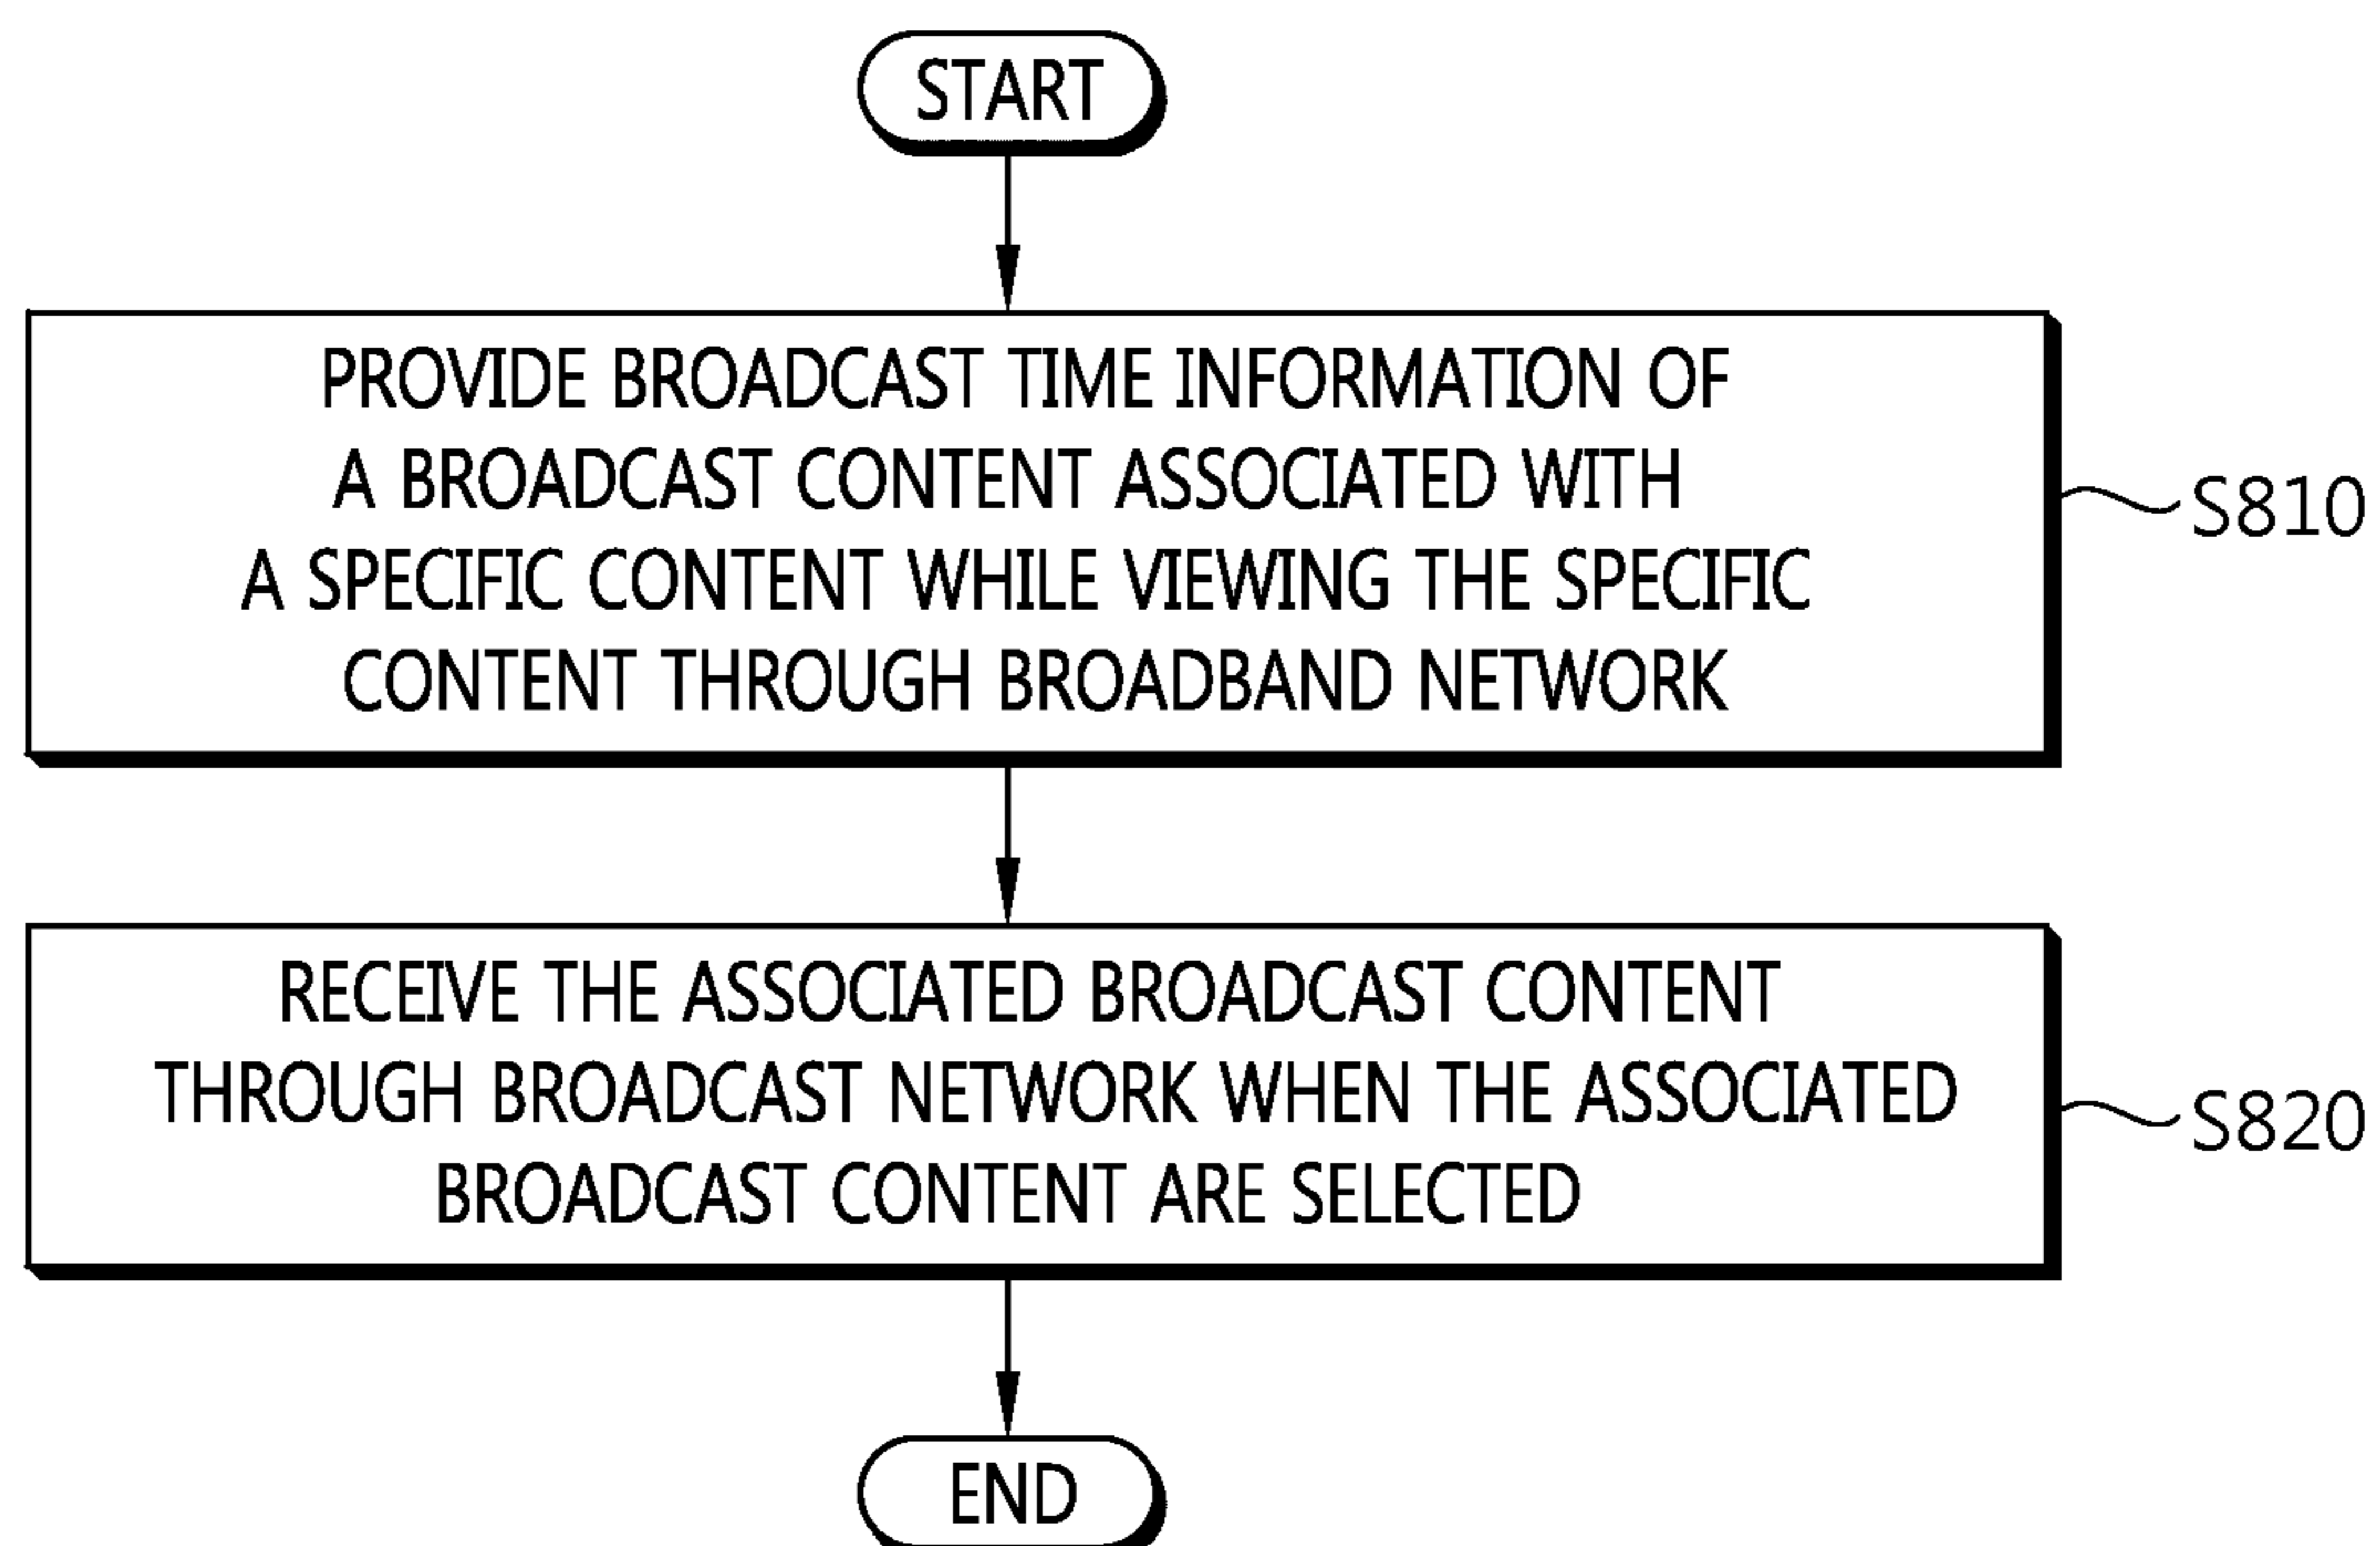 START
PROVIDE BROADCAST TIME INFORMATION OF
A BROADCAST CONTENT ASSOCIATED WITH
A SPECIFIC CONTENT WHILE VIEWING THE SPECIFIC
CONTENT THROUGH BROADBAND NETWORK
S810
RECEIVE THE ASSOCIATED BROADCAST CONTENT
THROUGH BROADCAST NETWORK WHEN THE ASSOCIATED
BROADCAST CONTENT ARE SELECTED
S820
END